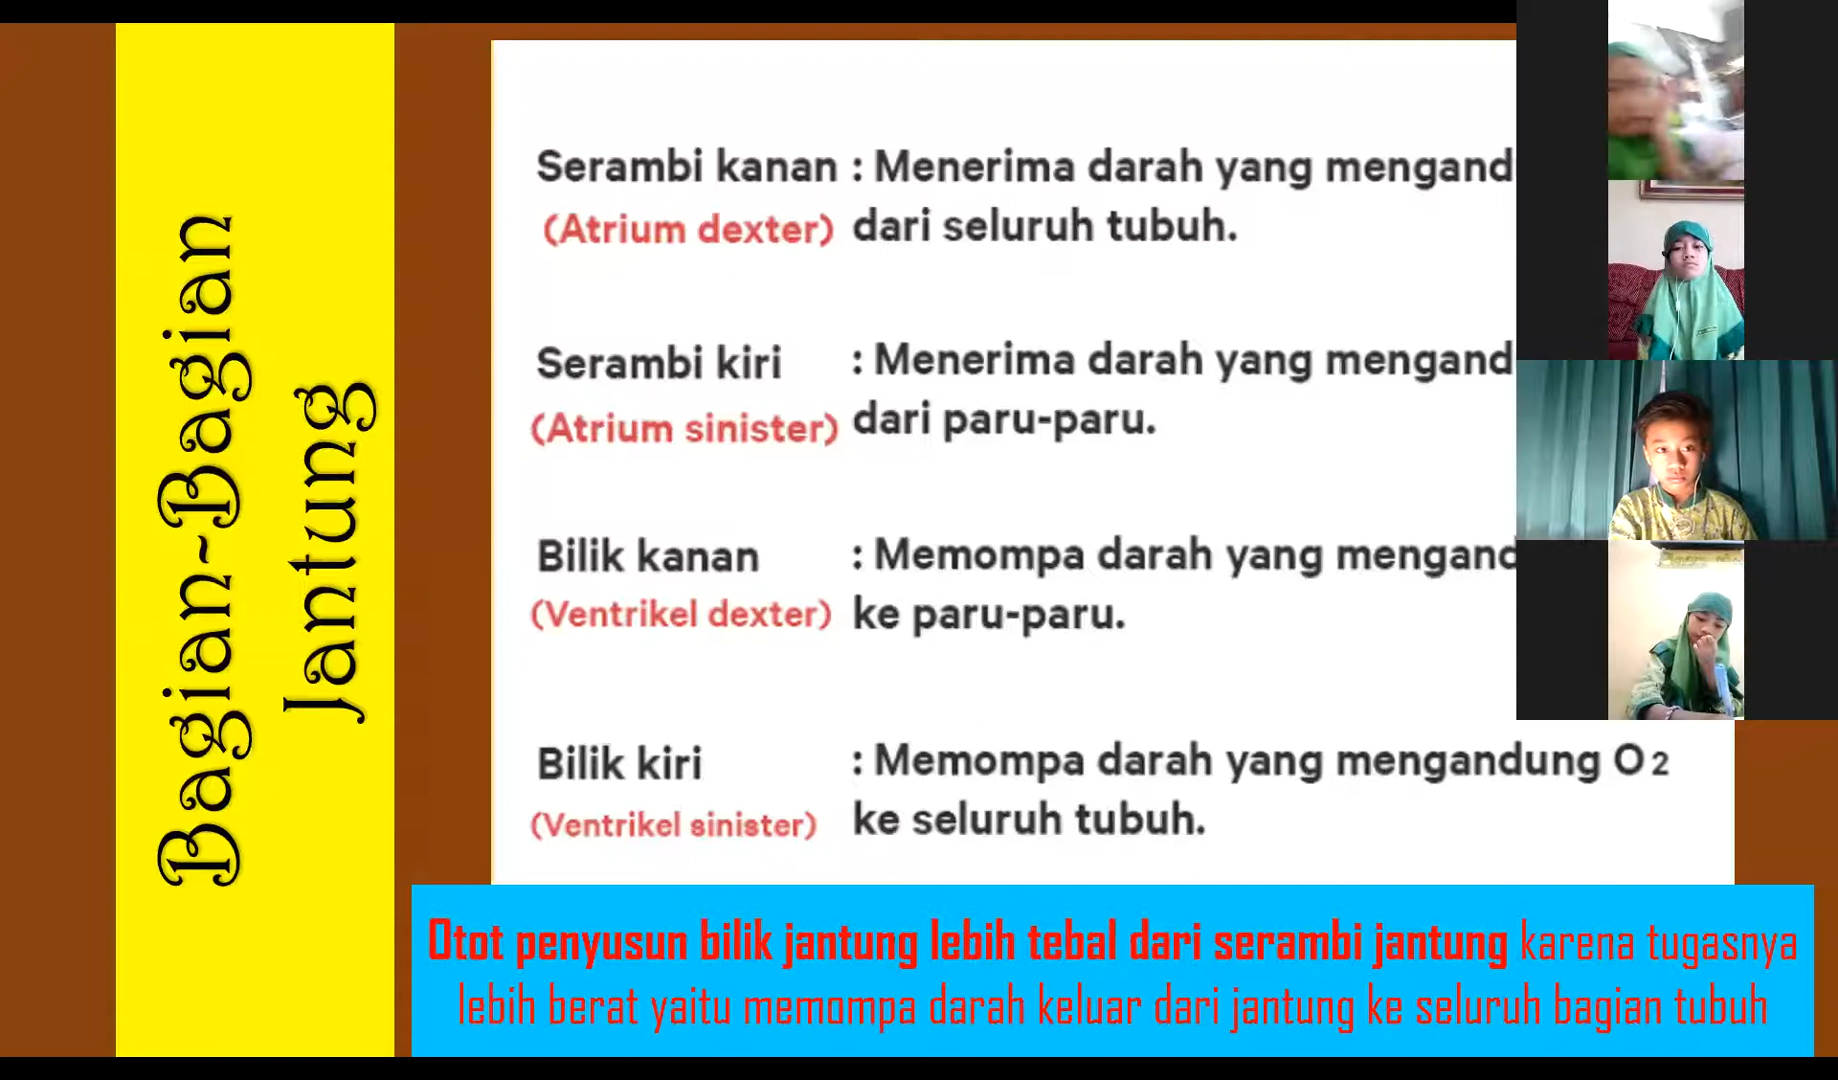 Bagian-Bagian
Jantung
Serambi kanan : Menerima darah yang mengand
(Atrium dexter) dari seluruh tubuh.
Serambi kiri : Menerima darah yang mengand
(Atrium sinister) dari paru-paru.
Bilik kanan : Memompa darah yang mengand
(Ventrikel dexter) ke paru-paru.
Bilik kiri : Memompa darah yang mengandung O2
(Ventrikel sinister) ke seluruh tubuh.
Otot penyusun bilik jantung lebih tebal dari serambi jantung karena tugasnya
lebih berat yaitu memompa darah keluar dari jantung ke seluruh bagian tubuh